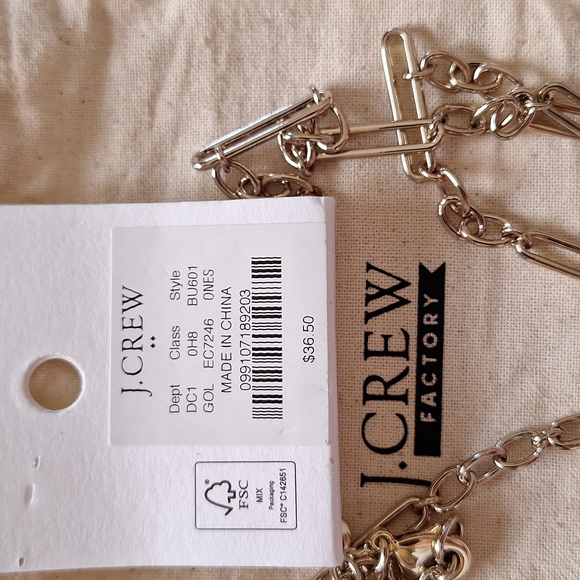 J.CREW
Dept Class Style
DC1 0H8 BU601
GOL EC7246 0NES
MADE IN CHINA
099107189203
$36.50
FSC
MIX
Packaging
FSC® C142651
J.CREW
FACTORY